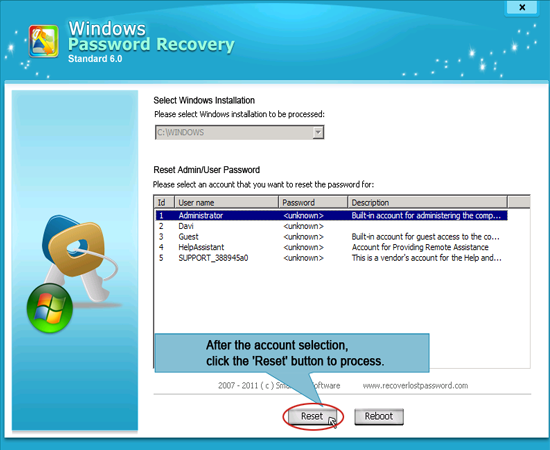 x
Windows
Password Recovery
Standard 6.0
Select Windows Installation
Please select Windows installation to be processed:
C:\WINDOWS
Reset Admin/User Password
Please select an account that you want to reset the password for:
Id User name Password Description
1 Administrator <unknown> Built-in account for administering the comp...
2 Davi <unknown>
3 Guest <unknown> Built-in account for guest access to the co...
4 HelpAssistant <unknown> Account for Providing Remote Assistance
5 SUPPORT_388945a0 <unknown> This is a vendor's account for the Help and...
After the account selection,
click the 'Reset' button to process.
2007 - 2011 ( c ) Software www.recoverlostpassword.com
Reset Reboot